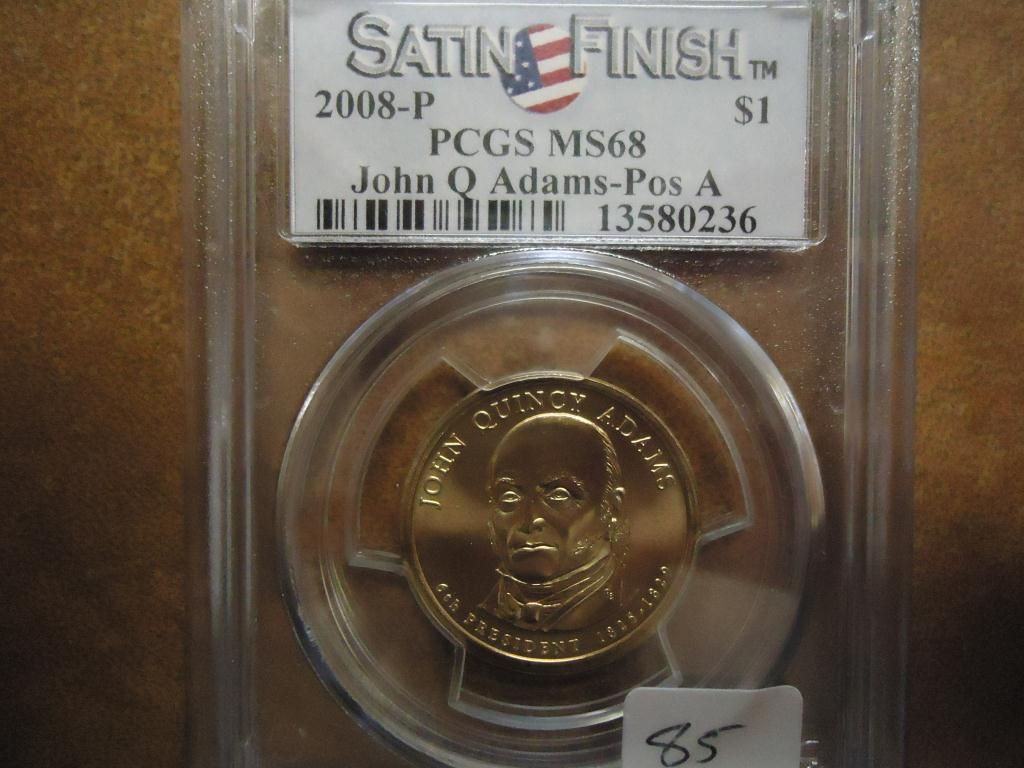 SATIN FINISH™
2008-P $1
PCGS MS68
John Q Adams-Pos A
13580236
JOHN QUINCY ADAMS
6th PRESIDENT 1825-1829
85